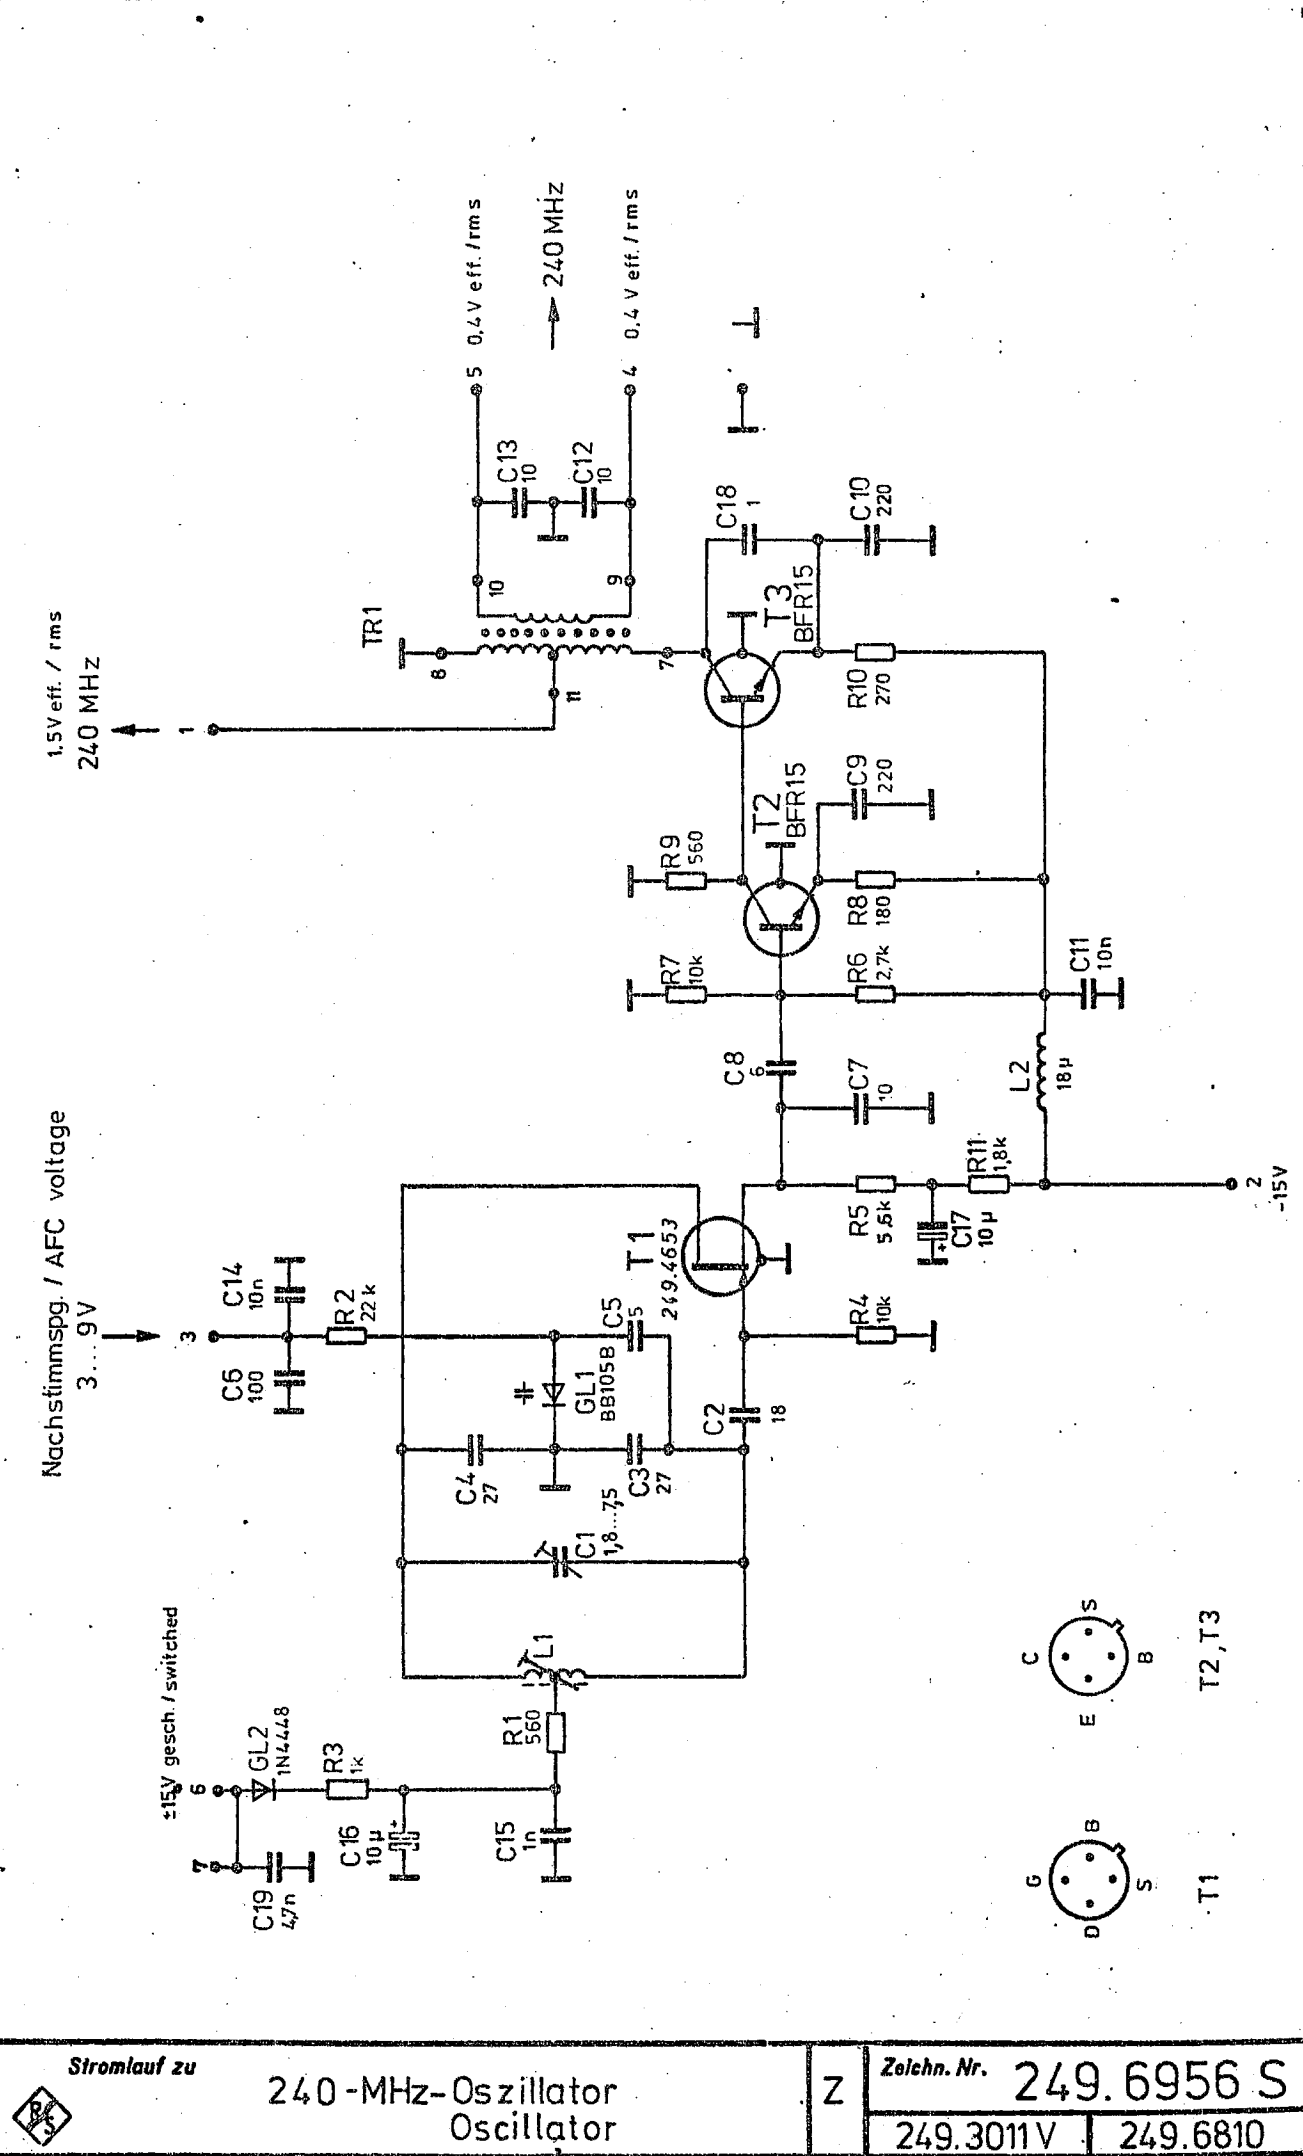 1,5V eff. / rms
240 MHz
1
TR1
8
11
7
10
9
5 0,4 V eff. / rms
240 MHz
4 0,4 V eff. / rms
C13
10
C12
10
C18
1
C10
220
T3
BFR15
R10
270
T2
BFR15
C9
220
R9
560
R8
180
R7
10k
R6
2,7k
C11
10n
C8
6
C7
10
L2
18µ
R11
1,8k
R5
5,6k
C17
10µ
+
2
-15V
Nachstimmspg. / AFC voltage
3... 9V
3
C14
10n
C6
100
R2
22k
T1
249.4653
C5
5
GL1
BB105B
R4
10k
C2
18
C4
27
C3
27
C1
1,8...7,5
L1
±15V gesch. / switched
6
7
GL2
1N4448
R3
1k
R1
560
C16
10µ
+
C15
1n
C19
4,7n
C
S
E
B
T2, T3
G
B
D
S
T1
Stromlauf zu
R&S
240-MHz-Oszillator
Oscillator
Z
Zeichn. Nr. 249.6956 S
249.3011 V
249.6810